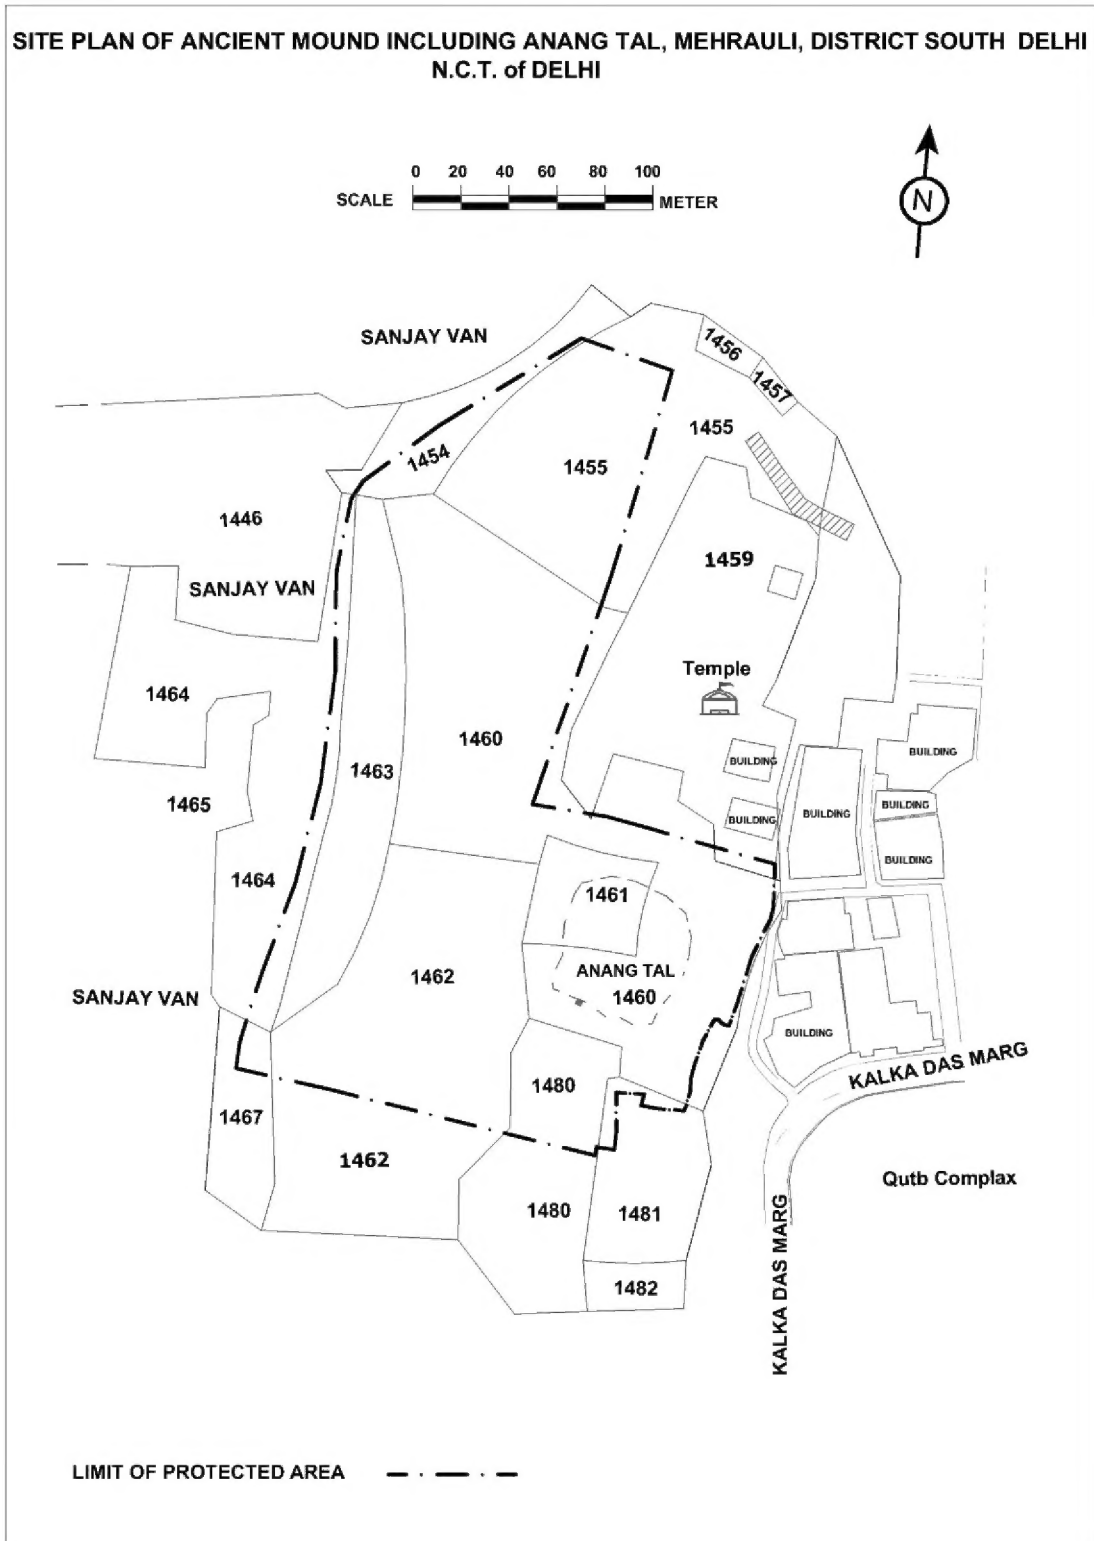 SITE PLAN OF ANCIENT MOUND INCLUDING ANANG TAL, MEHRAULI, DISTRICT SOUTH DELHI
N.C.T. of DELHI
0 20 40 60 80 100
SCALE METER
N
SANJAY VAN
1456
1457
1454
1455
1455
1446
1459
SANJAY VAN
Temple
1464
1460
BUILDING
BUILDING
1463
1465
BUILDING
BUILDING
BUILDING
BUILDING
1464
1461
ANANG TAL
1462
SANJAY VAN
1460
BUILDING
KALKA DAS MARG
1480
1467
1462
Qutb Complax
1480
1481
KALKA DAS MARG
1482
LIMIT OF PROTECTED AREA